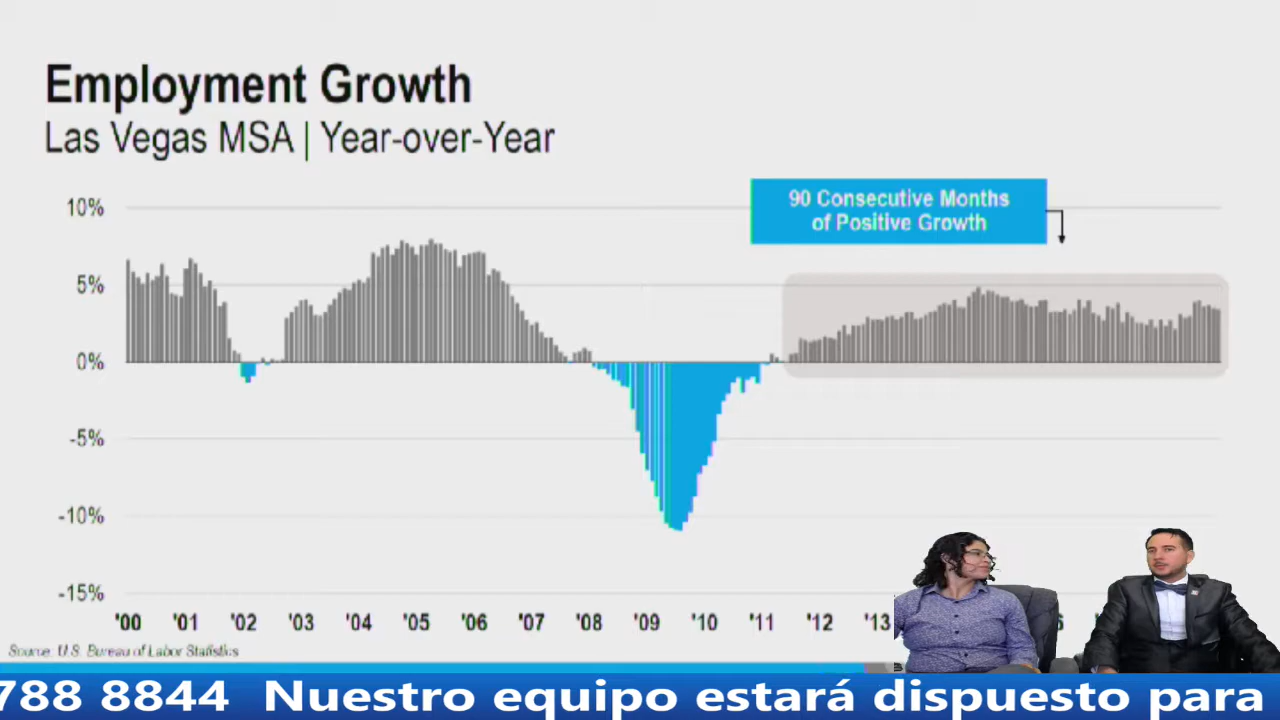 Employment Growth
Las Vegas MSA | Year-over-Year
90 Consecutive Months
of Positive Growth
10%
5%
0%
-5%
-10%
-15%
'00 '01 '02 '03 '04 '05 '06 '07 '08 '09 '10 '11 '12 '13
Source: U.S. Bureau of Labor Statistics
788 8844 Nuestro equipo estará dispuesto para